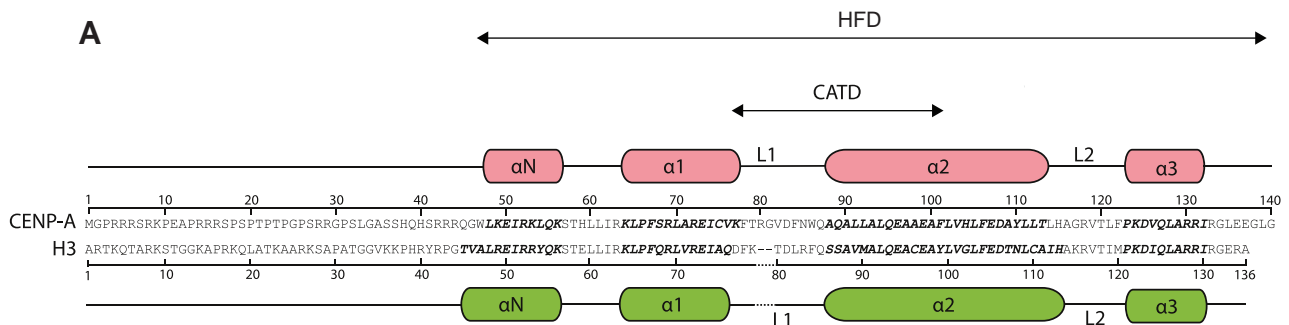 A
HFD
CATD
αN α1 L1 α2 L2 α3
1 10 20 30 40 50 60 70 80 90 100 110 120 130 140
CENP-A MGPRRRSRKPEAPRRRSPSPTPTPGPSRRGPSLGASSHQHSRRRQGWLKEIRKLQKSTHLLIRKLPFSRLAREICVKFTRGVDFNWQAQALLALQEAAEAFLVHLFEDAYLLTLHAGRVTLFPKDVQLARRIRGLEEGLG
H3 ARTKQTARKSTGGKAPRKQLATKAARKSAPATGGVKKPHRYRPGTVALREIRRYQKSTELLIRKLPFQRLVREIAQDFK--TDLRFQSSAVMALQEACEAYLVGLFEDTNLCAIHAKRVTIMPKDIQLARRIRGERA
1 10 20 30 40 50 60 70 80 90 100 110 120 130 136
αN α1 L1 α2 L2 α3